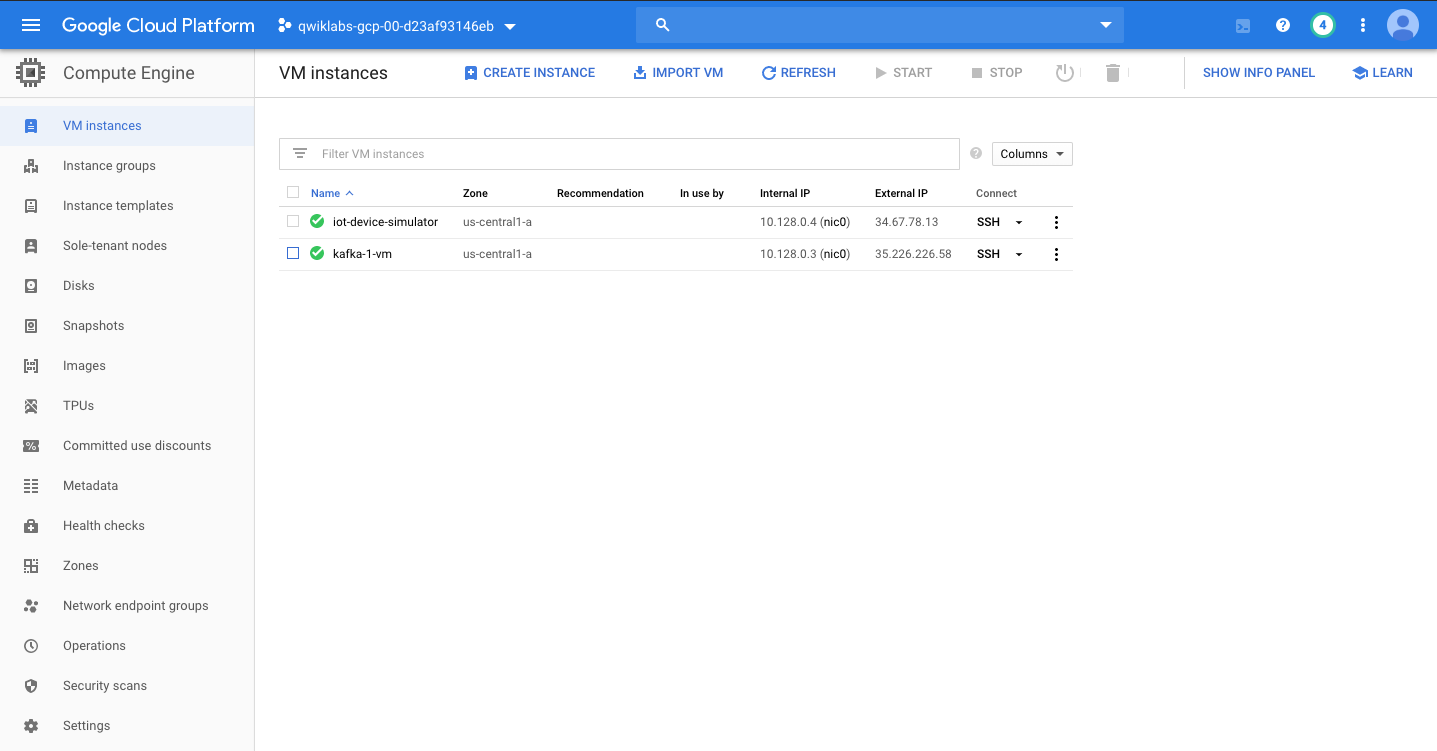 Google Cloud Platform qwiklabs-gcp-00-d23af93146eb 4
Compute Engine
VM instances CREATE INSTANCE IMPORT VM REFRESH START STOP SHOW INFO PANEL LEARN
VM instances
Instance groups
Instance templates
Sole-tenant nodes
Disks
Snapshots
Images
TPUs
Committed use discounts
Metadata
Health checks
Zones
Network endpoint groups
Operations
Security scans
Settings
Filter VM instances Columns
Name Zone Recommendation In use by Internal IP External IP Connect
iot-device-simulator us-central1-a 10.128.0.4 (nic0) 34.67.78.13 SSH
kafka-1-vm us-central1-a 10.128.0.3 (nic0) 35.226.226.58 SSH